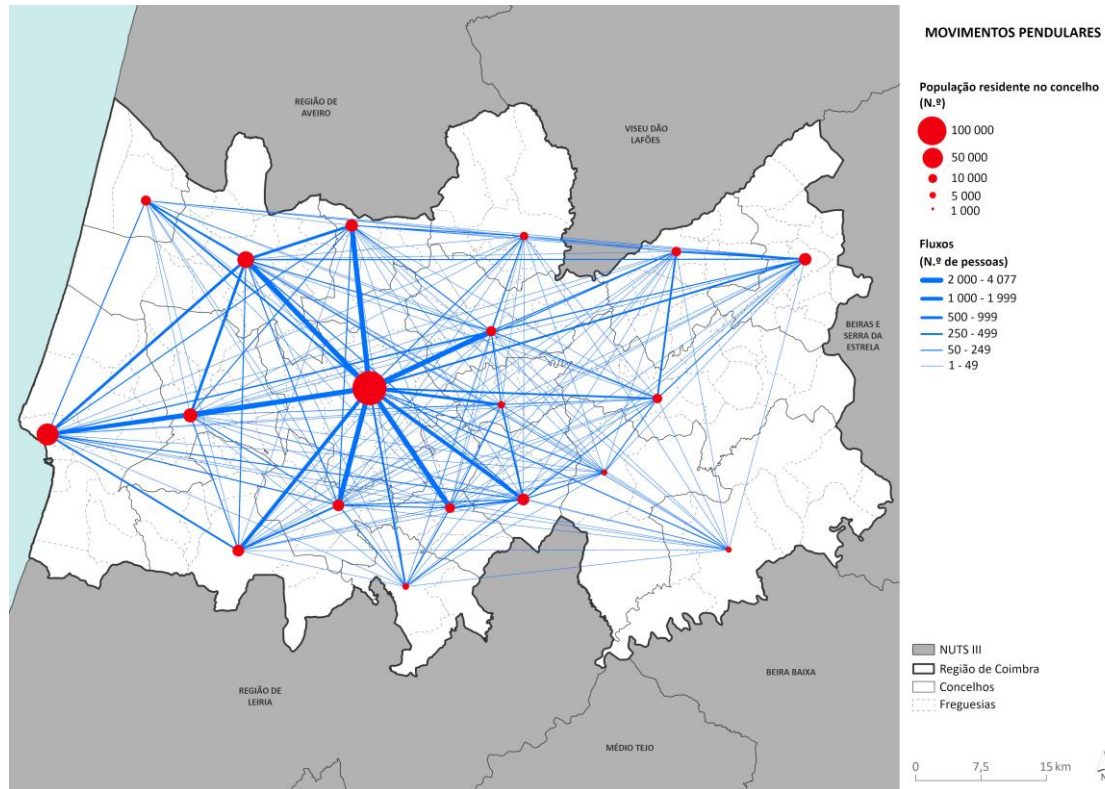 MOVIMENTOS PENDULARES
População residente no concelho
(N.º)
100 000
50 000
10 000
5 000
1 000
Fluxos
(N.º de pessoas)
2 000 - 4 077
1 000 - 1 999
500 - 999
250 - 499
50 - 249
1 - 49
REGIÃO DE
AVEIRO
VISEU DÃO
LAFÕES
BEIRAS E
SERRA DA
ESTRELA
REGIÃO DE
LEIRIA
MÉDIO TEJO
BEIRA BAIXA
NUTS III
Região de Coimbra
Concelhos
Freguesias
0 7,5 15 km
N